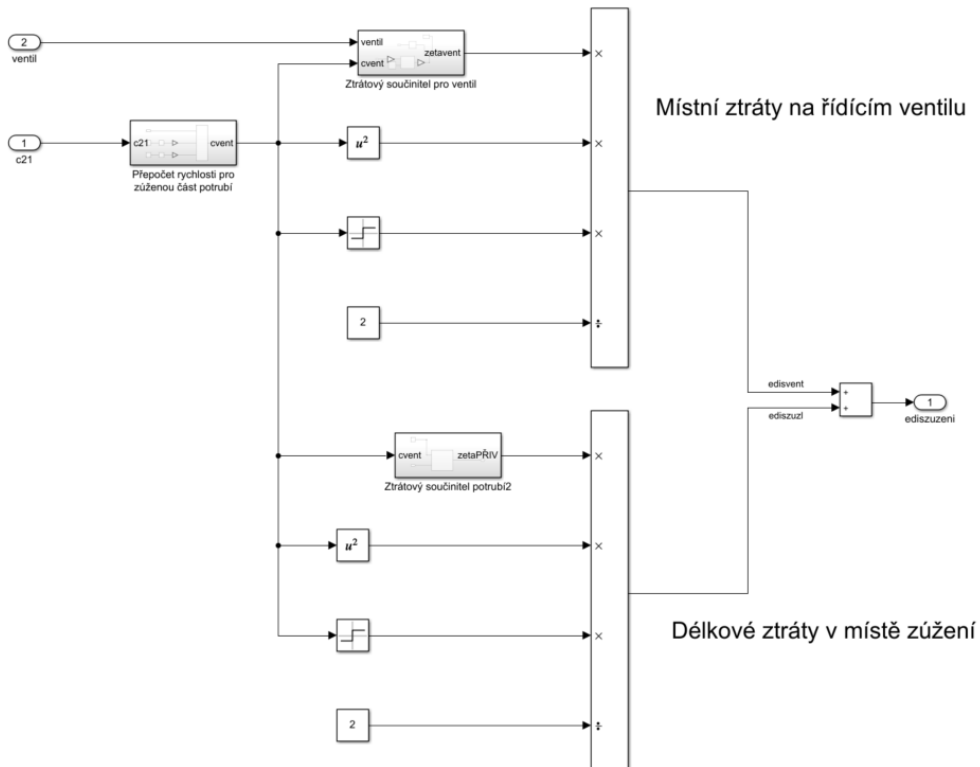 2
ventil
ventil
cvent
zetavent
Ztrátový součinitel pro ventil
×
Místní ztráty na řídícím ventilu
1
c21
c21
cvent
Přepočet rychlosti pro
zúženou část potrubí
u²
×
×
2
÷
edisvent
+
ediszuzl
+
1
ediszuzeni
cvent
zetaPŘIV
Ztrátový součinitel potrubí2
×
u²
×
Délkové ztráty v místě zúžení
×
2
÷